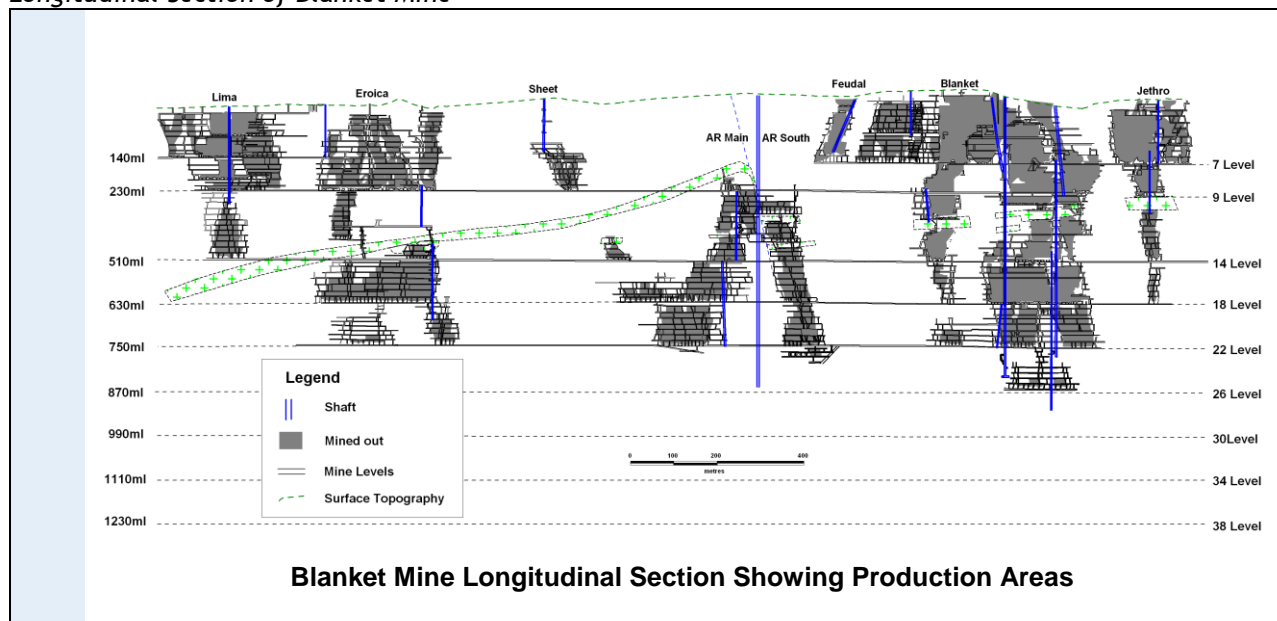 Longitudinal Section of Blanket Mine
Lima
Eroica
Sheet
Feudal
Blanket
Jethro
AR Main
AR South
140ml
7 Level
230ml
9 Level
510ml
14 Level
630ml
18 Level
750ml
22 Level
870ml
26 Level
990ml
30Level
1110ml
34 Level
1230ml
38 Level
Legend
Shaft
Mined out
Mine Levels
Surface Topography
0 100 200 400
metres
Blanket Mine Longitudinal Section Showing Production Areas